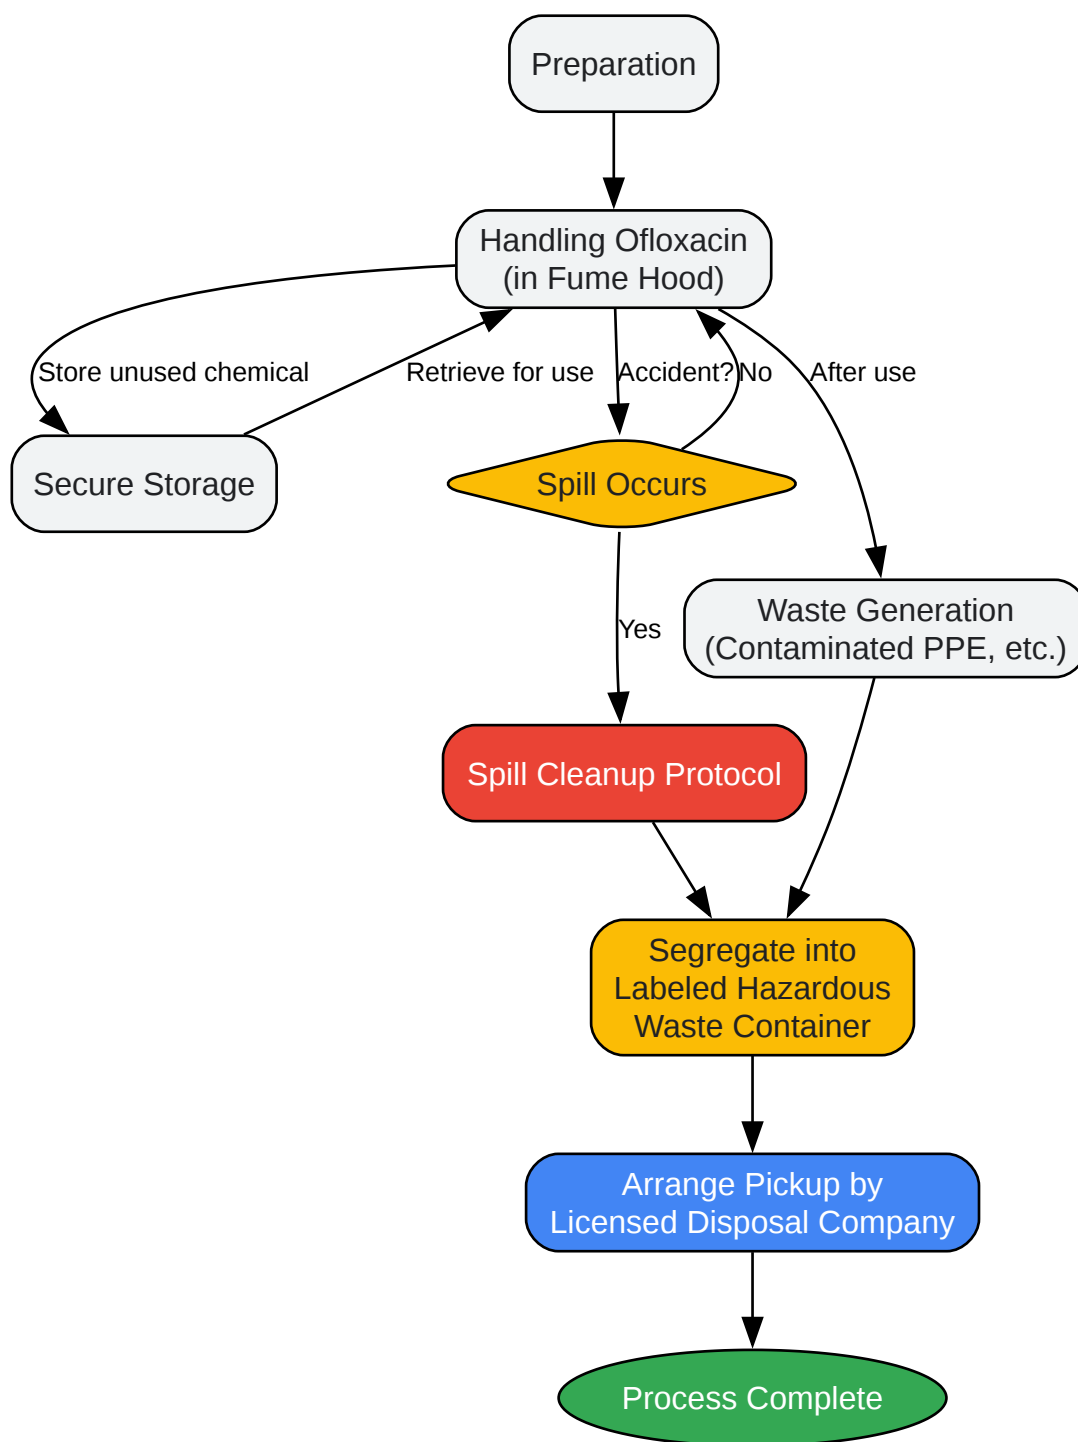 Preparation
Handling Ofloxacin
(in Fume Hood)
Store unused chemical
Retrieve for use
Accident?
No
After use
Secure Storage
Spill Occurs
Waste Generation
(Contaminated PPE, etc.)
Yes
Spill Cleanup Protocol
Segregate into
Labeled Hazardous
Waste Container
Arrange Pickup by
Licensed Disposal Company
Process Complete